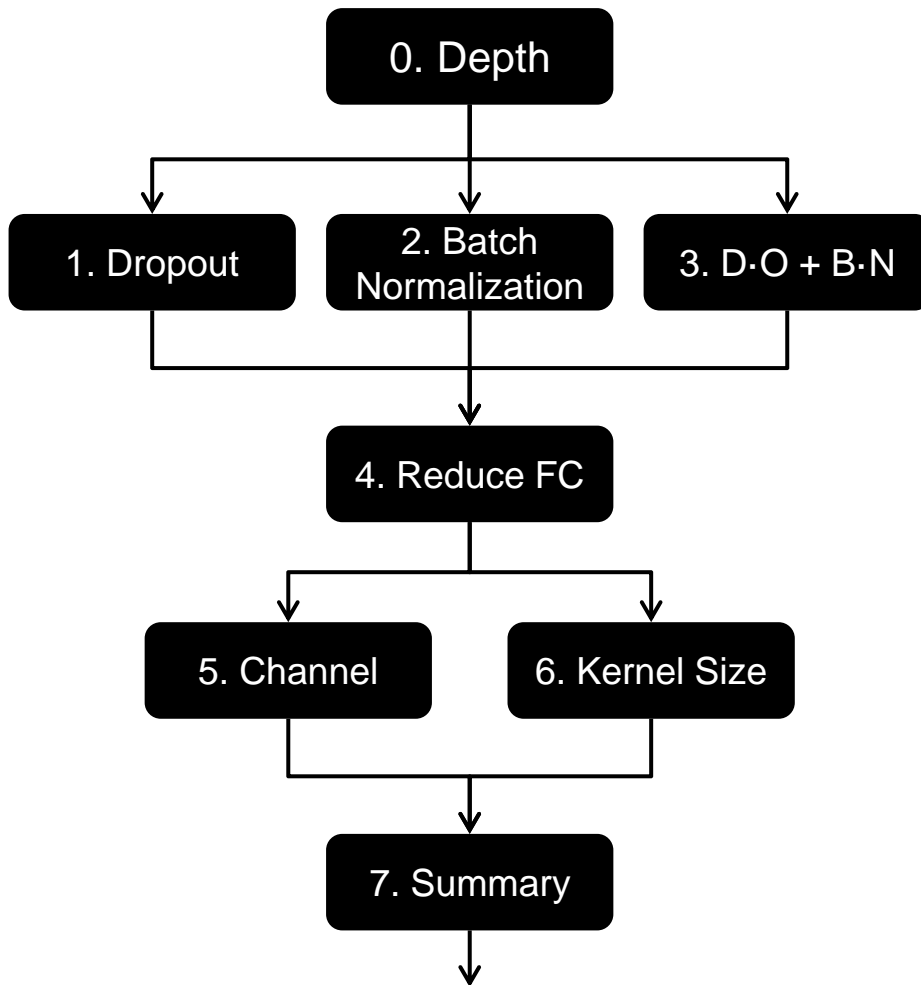 0. Depth
1. Dropout
2. Batch
Normalization
3. D·O + B·N
4. Reduce FC
5. Channel
6. Kernel Size
7. Summary